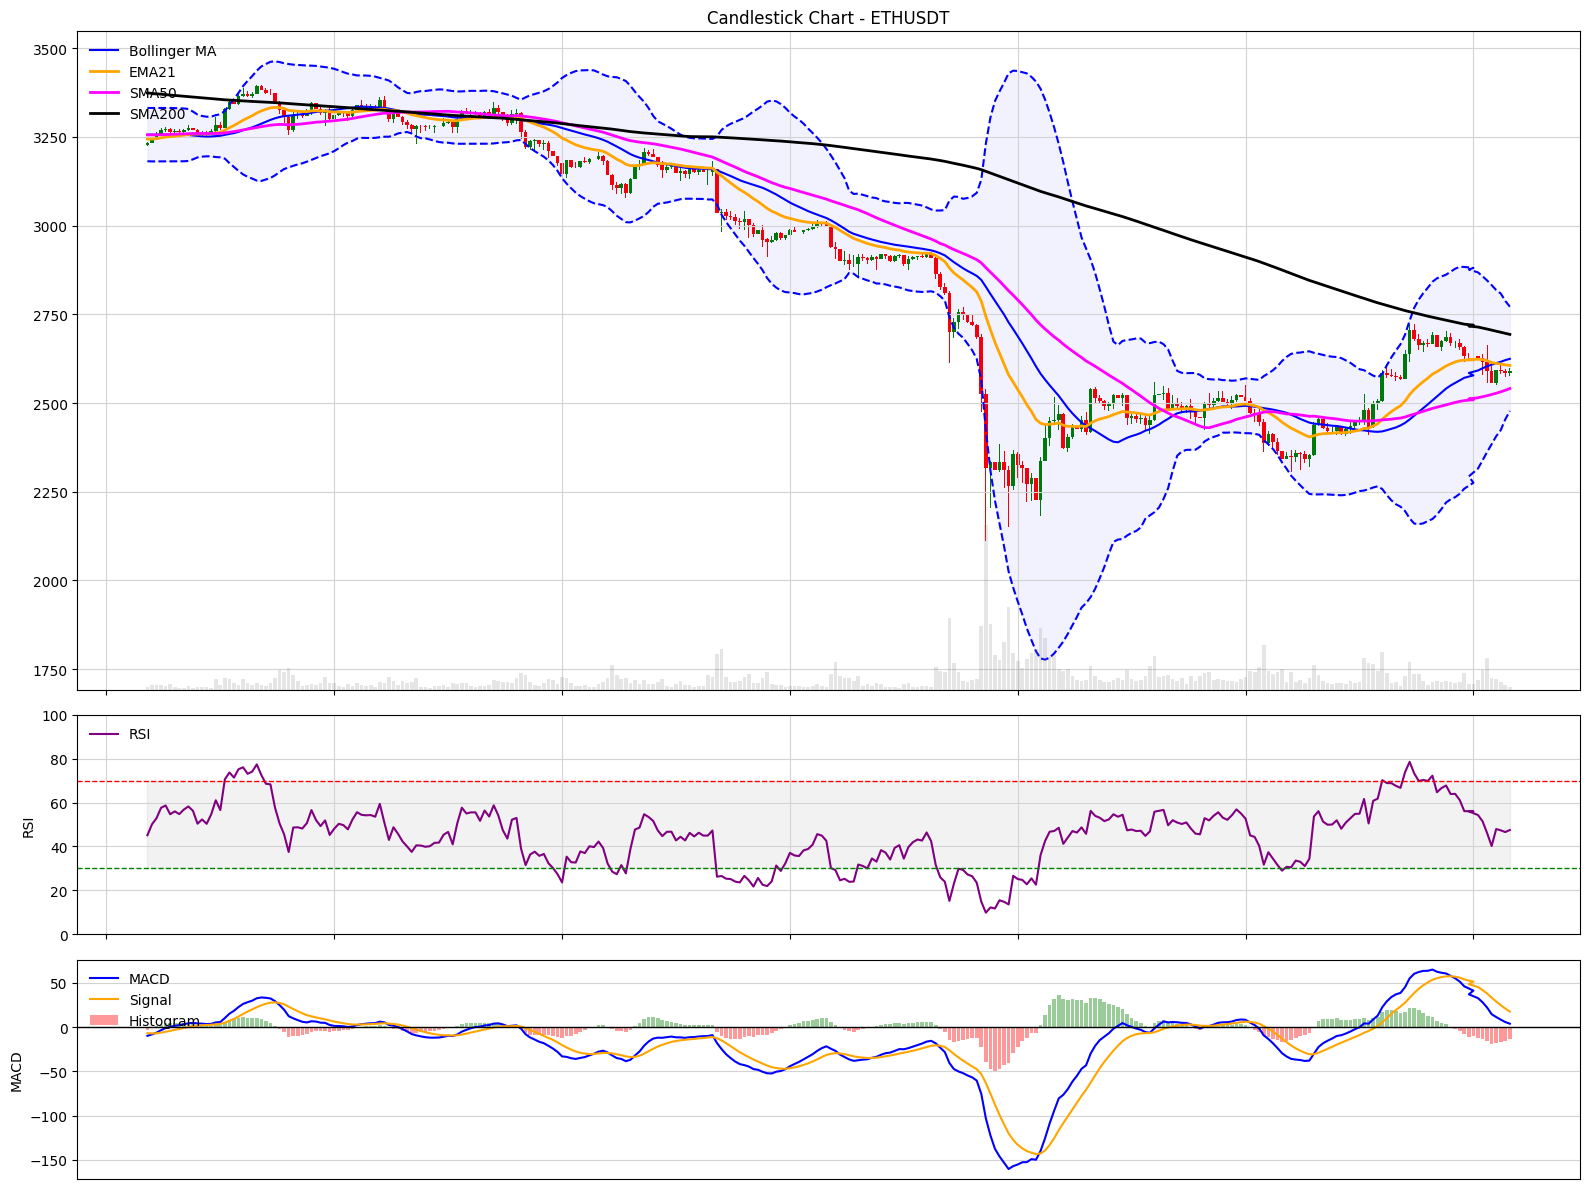 Candlestick Chart - ETHUSDT
3500
3250
3000
2750
2500
2250
2000
1750
Bollinger MA
EMA21
SMA50
SMA200
100
80
60
40
20
0
RSI
RSI
50
0
−50
−100
−150
MACD
MACD
Signal
Histogram